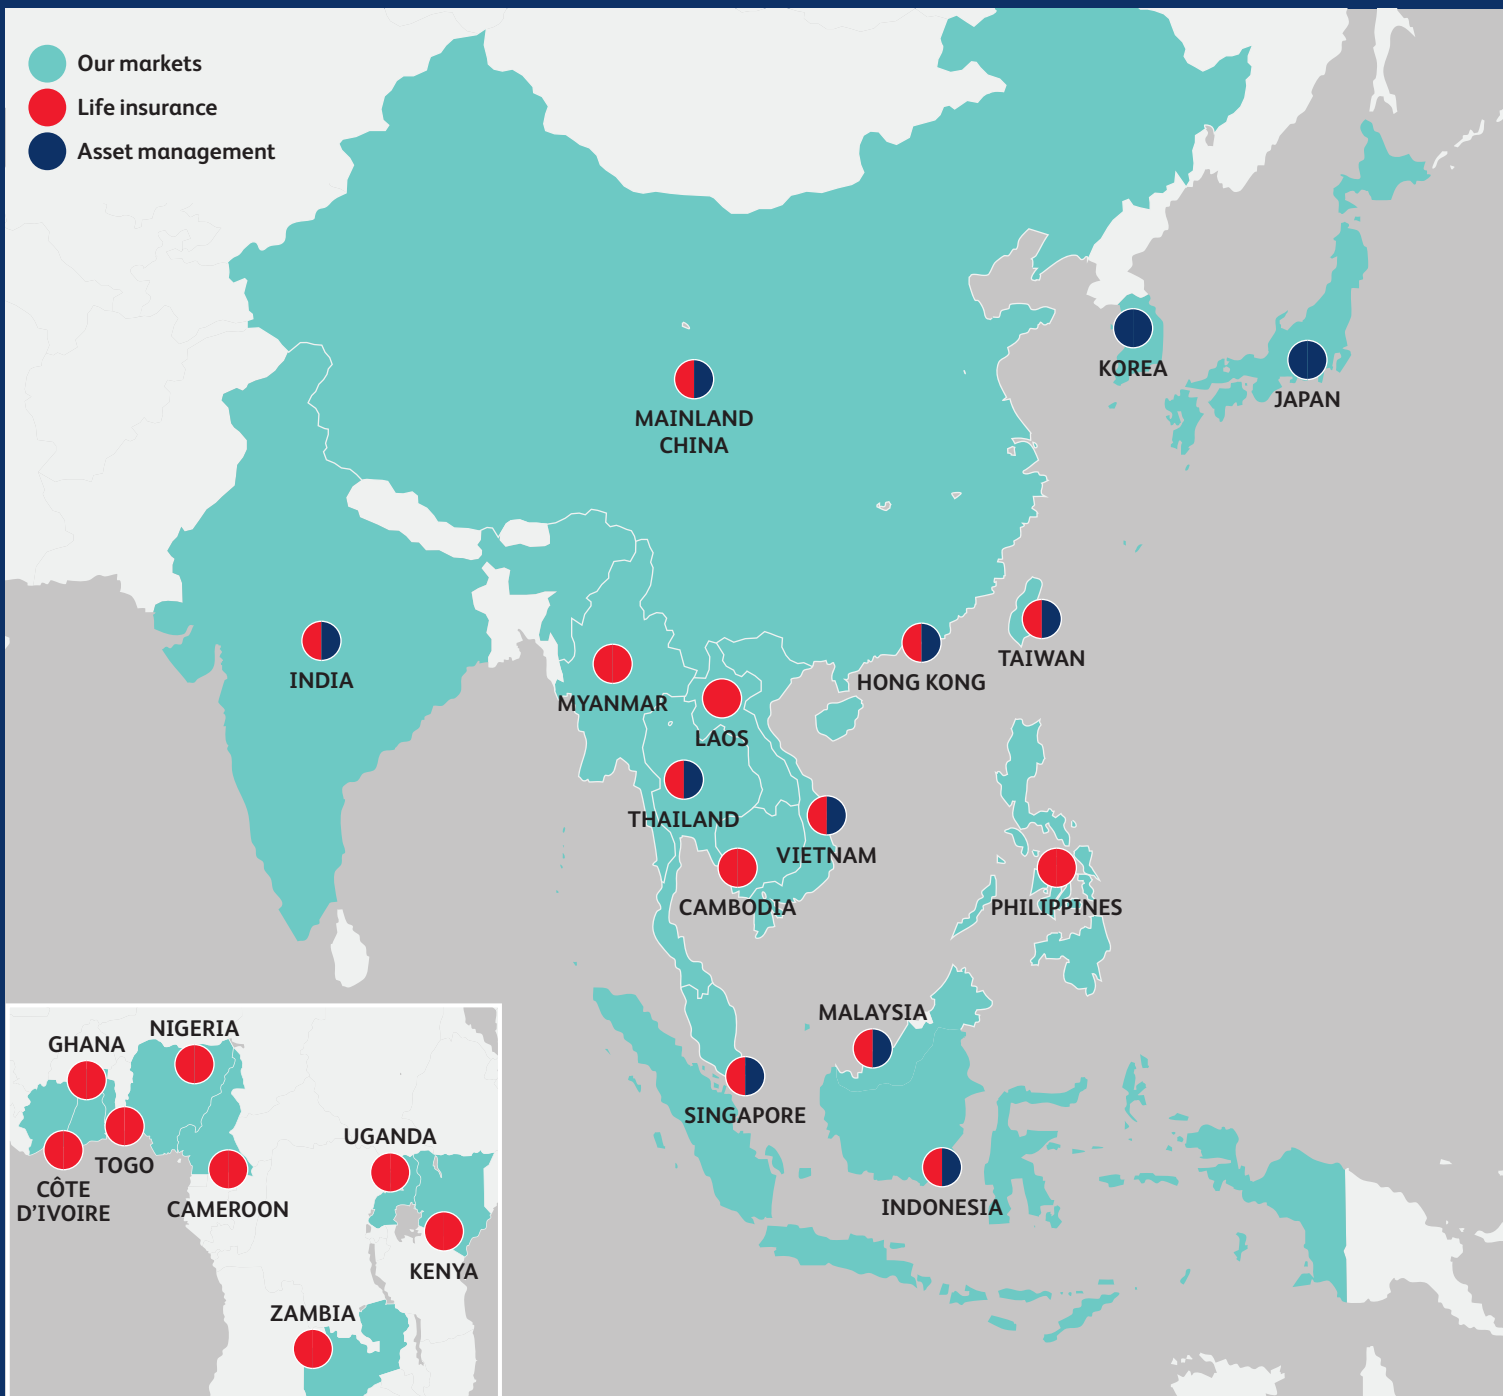 Our markets
Life insurance
Asset management
KOREA
JAPAN
MAINLAND
CHINA
INDIA
MYANMAR
LAOS
HONG KONG
TAIWAN
THAILAND
VIETNAM
CAMBODIA
PHILIPPINES
MALAYSIA
SINGAPORE
INDONESIA
GHANA
NIGERIA
TOGO
CÔTE
D’IVOIRE
CAMEROON
UGANDA
KENYA
ZAMBIA